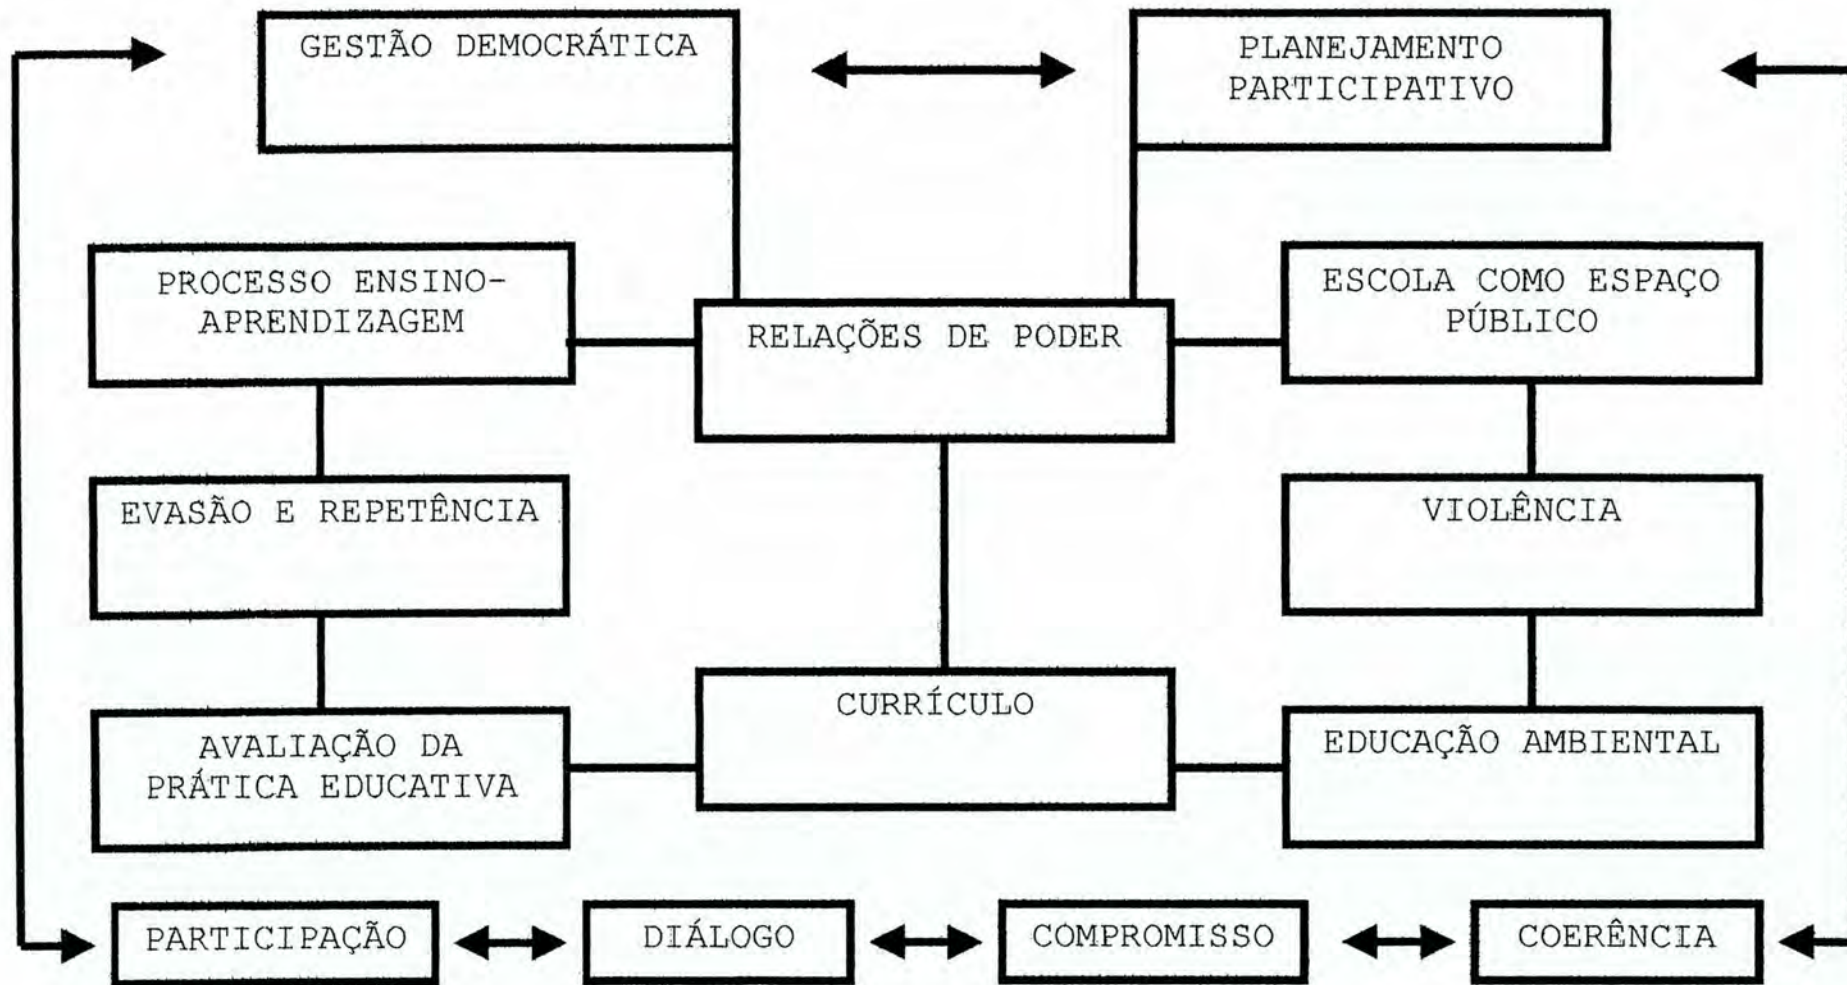 GESTÃO DEMOCRÁTICA
PLANEJAMENTO
PARTICIPATIVO
PROCESSO ENSINO-
APRENDIZAGEM
RELAÇÕES DE PODER
ESCOLA COMO ESPAÇO
PÚBLICO
EVASÃO E REPETÊNCIA
VIOLÊNCIA
AVALIAÇÃO DA
PRÁTICA EDUCATIVA
CURRÍCULO
EDUCAÇÃO AMBIENTAL
PARTICIPAÇÃO
DIÁLOGO
COMPROMISSO
COERÊNCIA